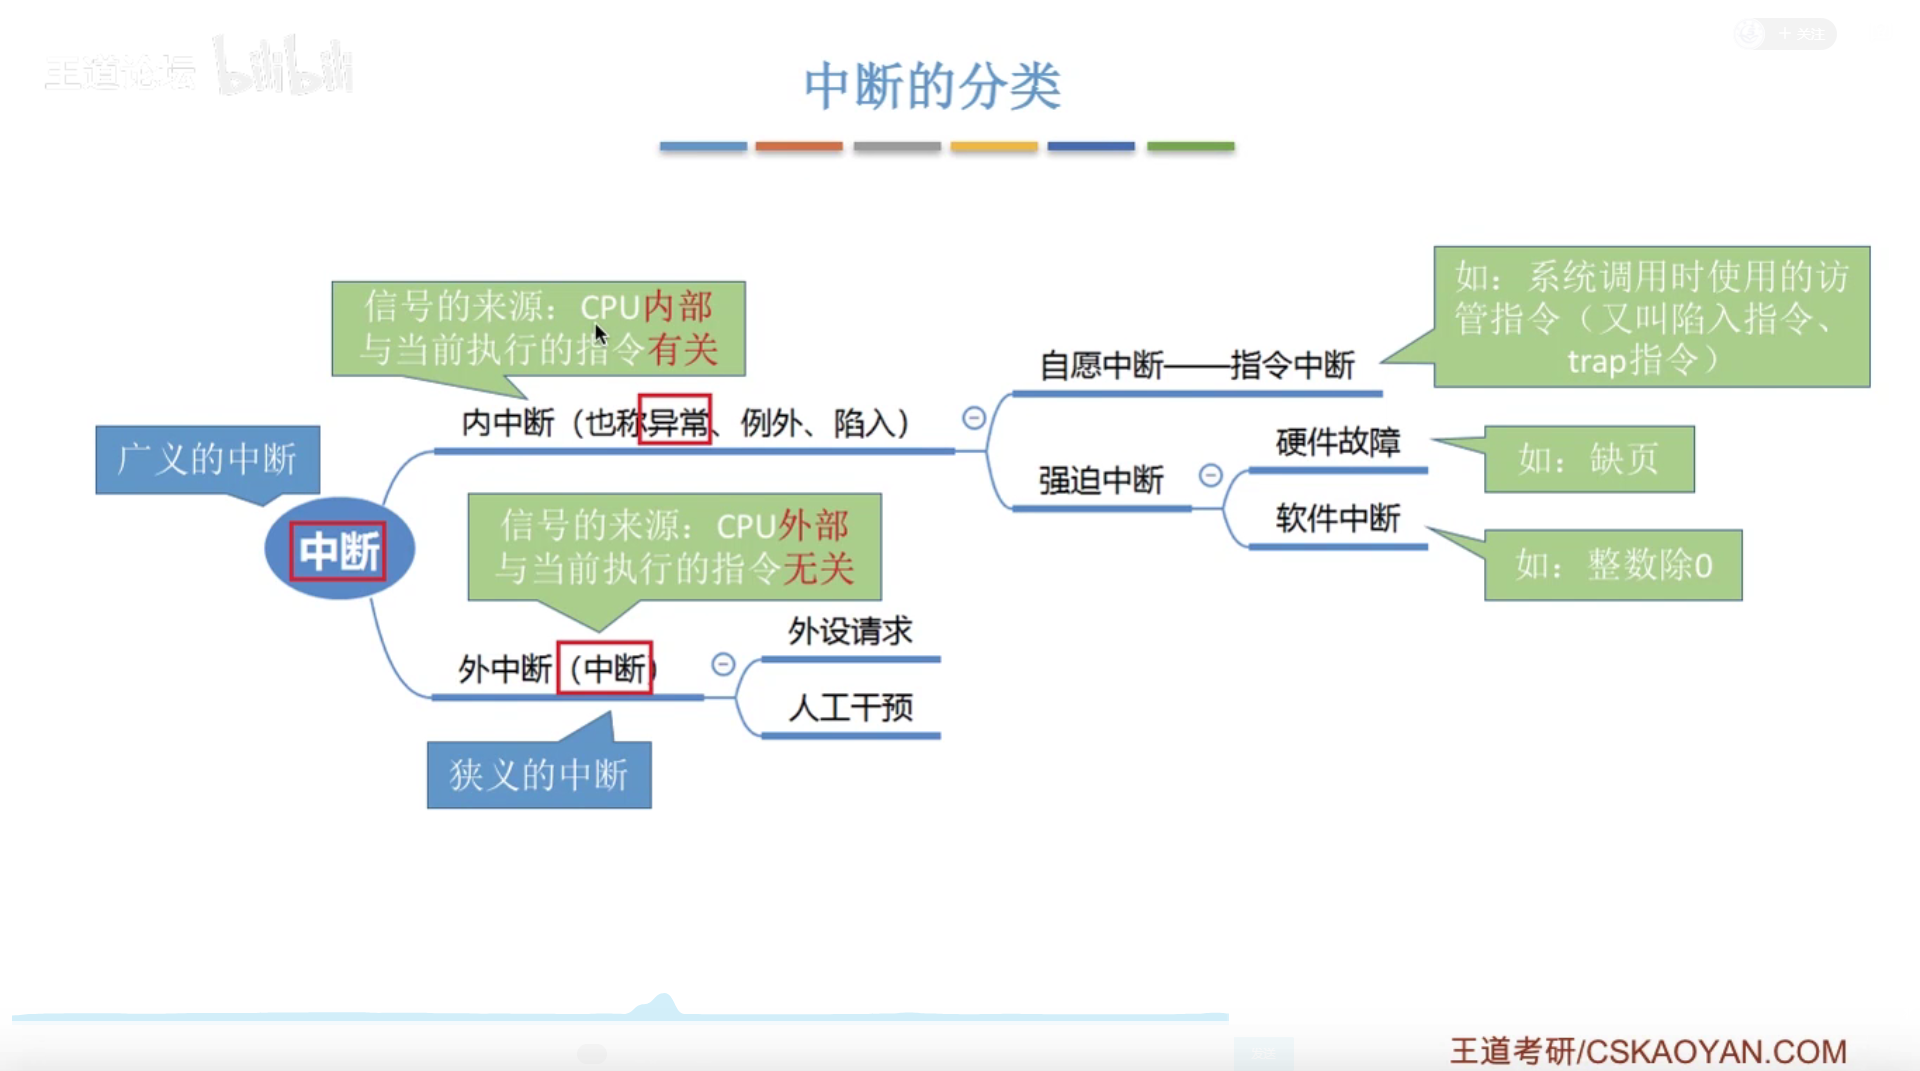 王道论坛 bilibili
+ 关注
中断的分类
如：系统调用时使用的访
管指令（又叫陷入指令、
trap指令）
信号的来源：CPU内部
与当前执行的指令有关
自愿中断——指令中断
内中断（也称异常、例外、陷入）
广义的中断
硬件故障
如：缺页
强迫中断
信号的来源：CPU外部
与当前执行的指令无关
软件中断
如：整数除0
中断
外设请求
外中断（中断）
人工干预
狭义的中断
王道考研/CSKAOYAN.COM